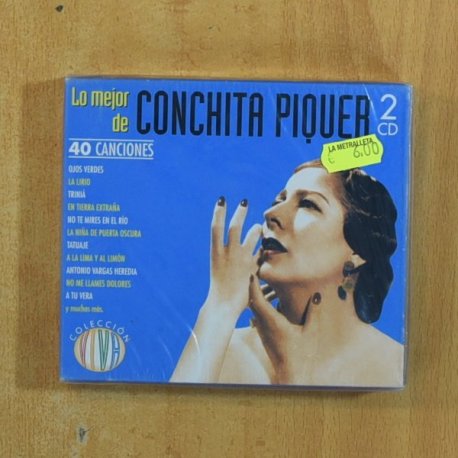 Lo mejor
de CONCHITA PIQUER 2
CD
LA METRALLETA
€ 6.00
40 CANCIONES
OJOS VERDES
LA LIRIO
TRINIÁ
EN TIERRA EXTRAÑA
NO TE MIRES EN EL RÍO
LA NIÑA DE PUERTA OSCURA
TATUAJE
A LA LIMA Y AL LIMÓN
ANTONIO VARGAS HEREDIA
NO ME LLAMES DOLORES
A TU VERA
y muchas más.
COLECCIÓN
VIVA